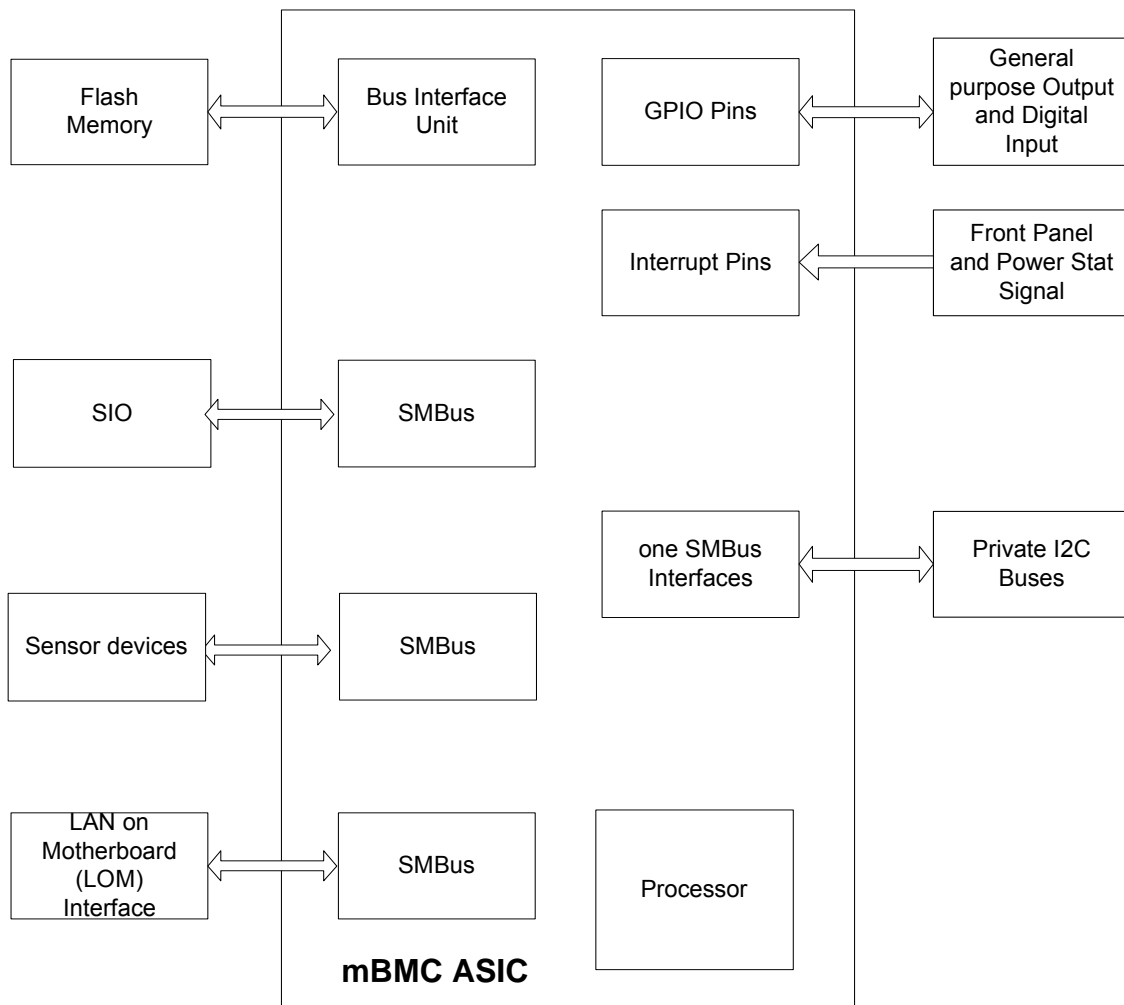 Flash
Memory
Bus Interface
Unit
GPIO Pins
General
purpose Output
and Digital
Input
Interrupt Pins
Front Panel
and Power Stat
Signal
SIO
SMBus
one SMBus
Interfaces
Private I2C
Buses
Sensor devices
SMBus
LAN on
Motherboard
(LOM)
Interface
SMBus
Processor
mBMC ASIC